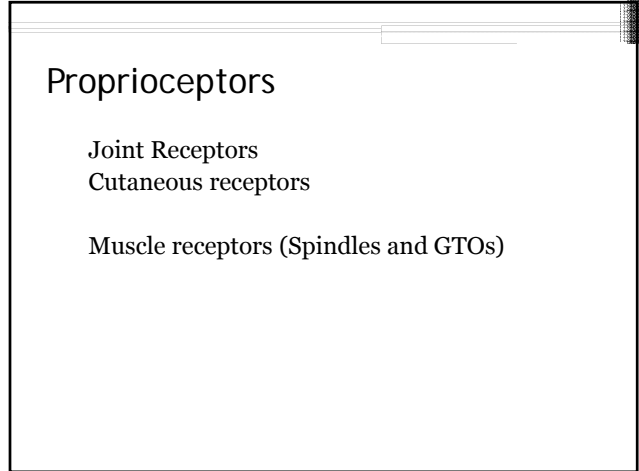 Proprioceptors
Joint Receptors
Cutaneous receptors
Muscle receptors (Spindles and GTOs)